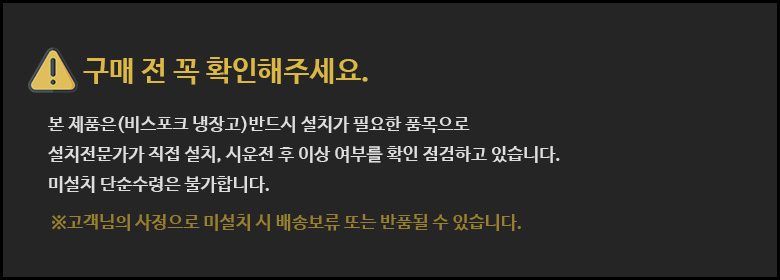 구매 전 꼭 확인해주세요.
본 제품은(비스포크 냉장고)반드시 설치가 필요한 품목으로
설치전문가가 직접 설치, 시운전 후 이상 여부를 확인 점검하고 있습니다.
미설치 단순수령은 불가합니다.
※고객님의 사정으로 미설치 시 배송보류 또는 반품될 수 있습니다.